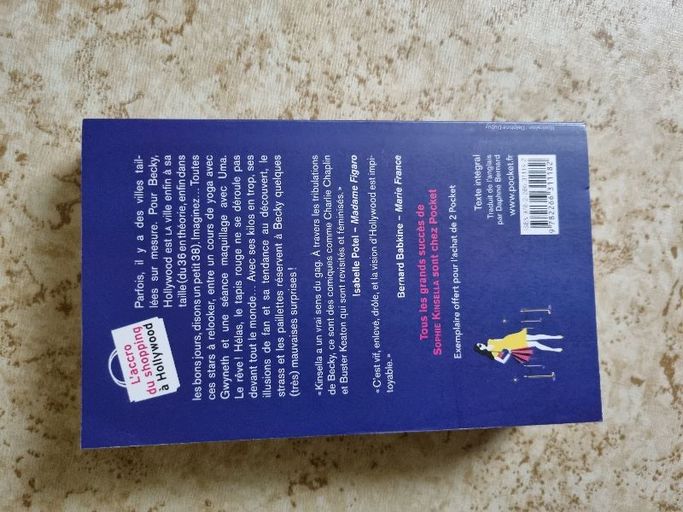 L'accro
du shopping
à Hollywood
Parfois, il y a des villes tail-
lées sur mesure. Pour Becky,
Hollywood est LA ville enfin à sa
taille (du 36 en théorie, enfin dans
les bons jours, disons un petit 38). Imaginez… Toutes
ces stars à relooker, entre un cours de yoga avec
Gwyneth et une séance maquillage avec Uma.
Le rêve ! Hélas, le tapis rouge ne se déroule pas
devant tout le monde… Avec ses kilos en trop, ses
illusions de fan et sa tendance au découvert, le
strass et les paillettes réservent à Becky quelques
(très) mauvaises surprises !
« Kinsella a un vrai sens du gag. À travers les tribulations
de Becky, ce sont des comiques comme Charlie Chaplin
et Buster Keaton qui sont revisités et féminisés. »
Isabelle Potel – Madame Figaro
« C'est vif, enlevé, drôle, et la vision d'Hollywood est impi-
toyable. »
Bernard Babkine – Marie France
Tous les grands succès de
SOPHIE KINSELLA sont chez Pocket
Exemplaire offert pour l'achat de 2 Pocket
Texte intégral
Traduit de l'anglais
par Daphné Bernard
www.pocket.fr
9 782266 311182